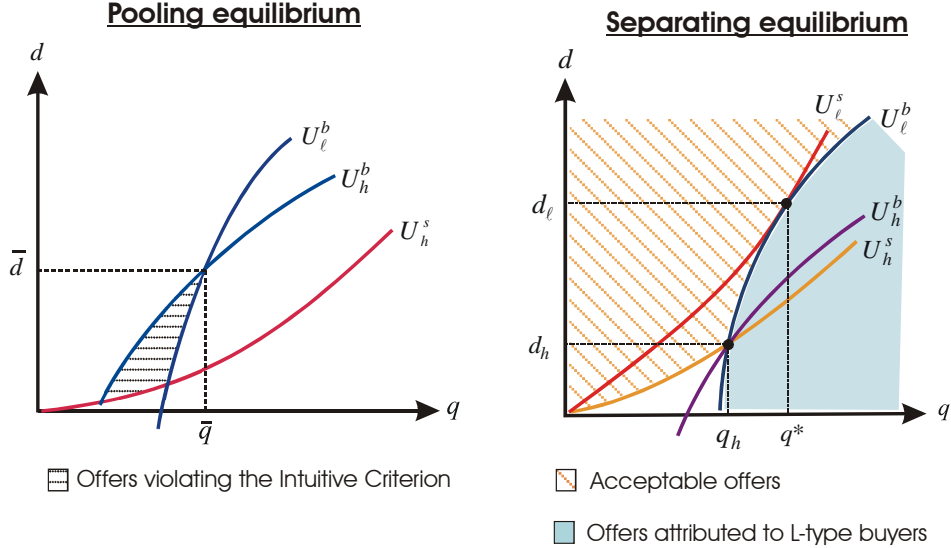 Pooling equilibrium
d
U_ℓ^b
U_h^b
U_h^s
d̅
q̅
q
Offers violating the Intuitive Criterion
Separating equilibrium
d
U_ℓ^s
U_ℓ^b
d_ℓ
U_h^b
U_h^s
d_h
q_h
q*
q
Acceptable offers
Offers attributed to L-type buyers